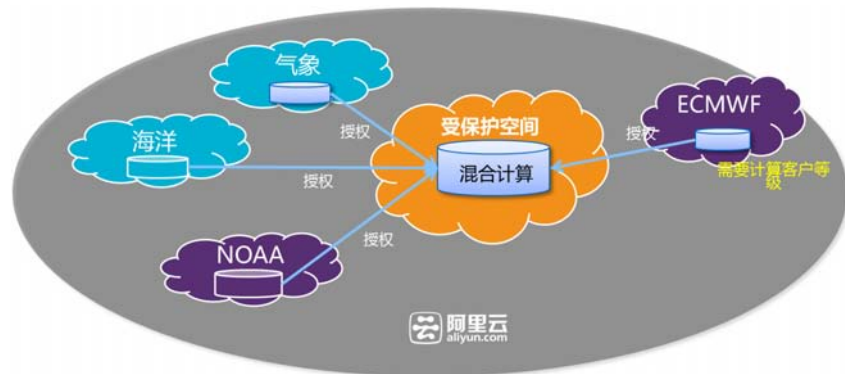 气象
授权
海洋
授权
NOAA
授权
受保护空间
混合计算
ECMWF
授权
需要计算客户等
级
阿里云
aliyun.com